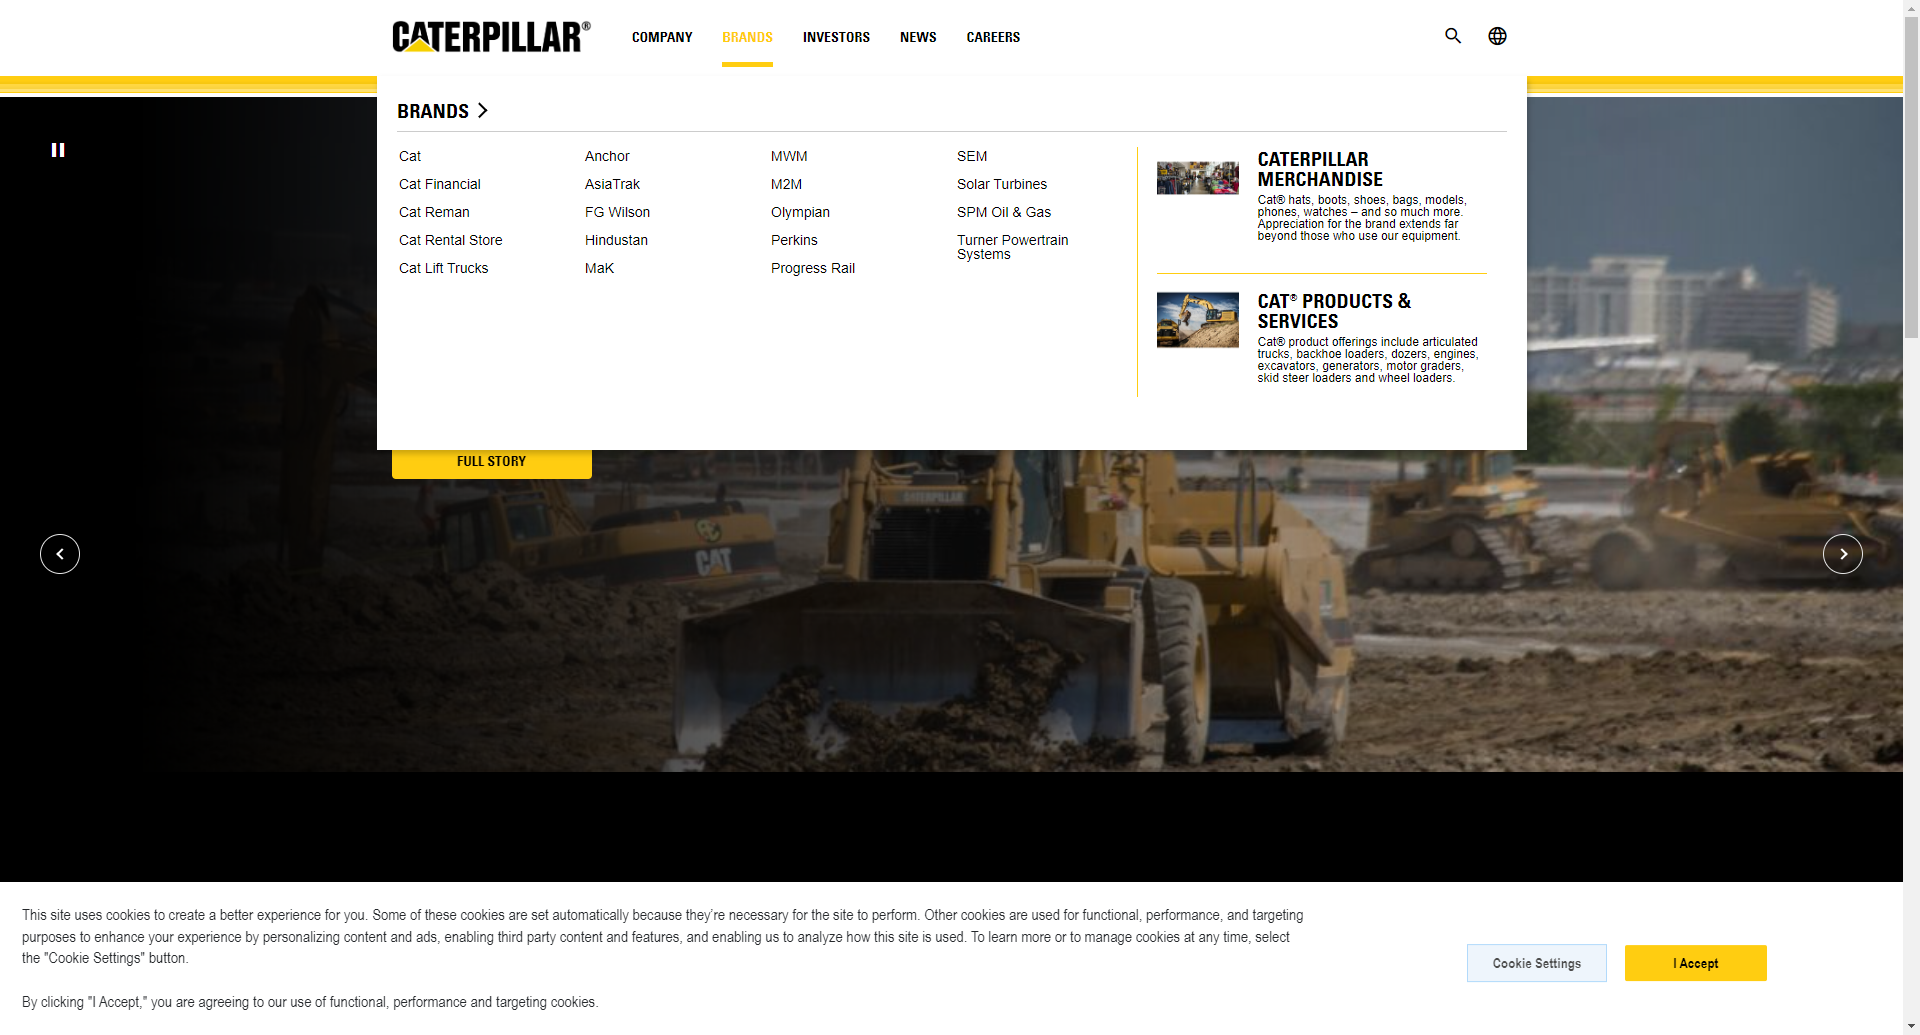 CATERPILLAR®
COMPANY BRANDS INVESTORS NEWS CAREERS
BRANDS
Cat
Cat Financial
Cat Reman
Cat Rental Store
Cat Lift Trucks
Anchor
AsiaTrak
FG Wilson
Hindustan
MaK
MWM
M2M
Olympian
Perkins
Progress Rail
SEM
Solar Turbines
SPM Oil & Gas
Turner Powertrain
Systems
CATERPILLAR
MERCHANDISE
Cat® hats, boots, shoes, bags, models,
phones, watches – and so much more.
Appreciation for the brand extends far
beyond those who use our equipment.
CAT® PRODUCTS &
SERVICES
Cat® product offerings include articulated
trucks, backhoe loaders, dozers, engines,
excavators, generators, motor graders,
skid steer loaders and wheel loaders.
FULL STORY
CATERPILLAR
CAT
This site uses cookies to create a better experience for you. Some of these cookies are set automatically because they’re necessary for the site to perform. Other cookies are used for functional, performance, and targeting
purposes to enhance your experience by personalizing content and ads, enabling third party content and features, and enabling us to analyze how this site is used. To learn more or to manage cookies at any time, select
the "Cookie Settings" button.
By clicking "I Accept," you are agreeing to our use of functional, performance and targeting cookies.
Cookie Settings
I Accept